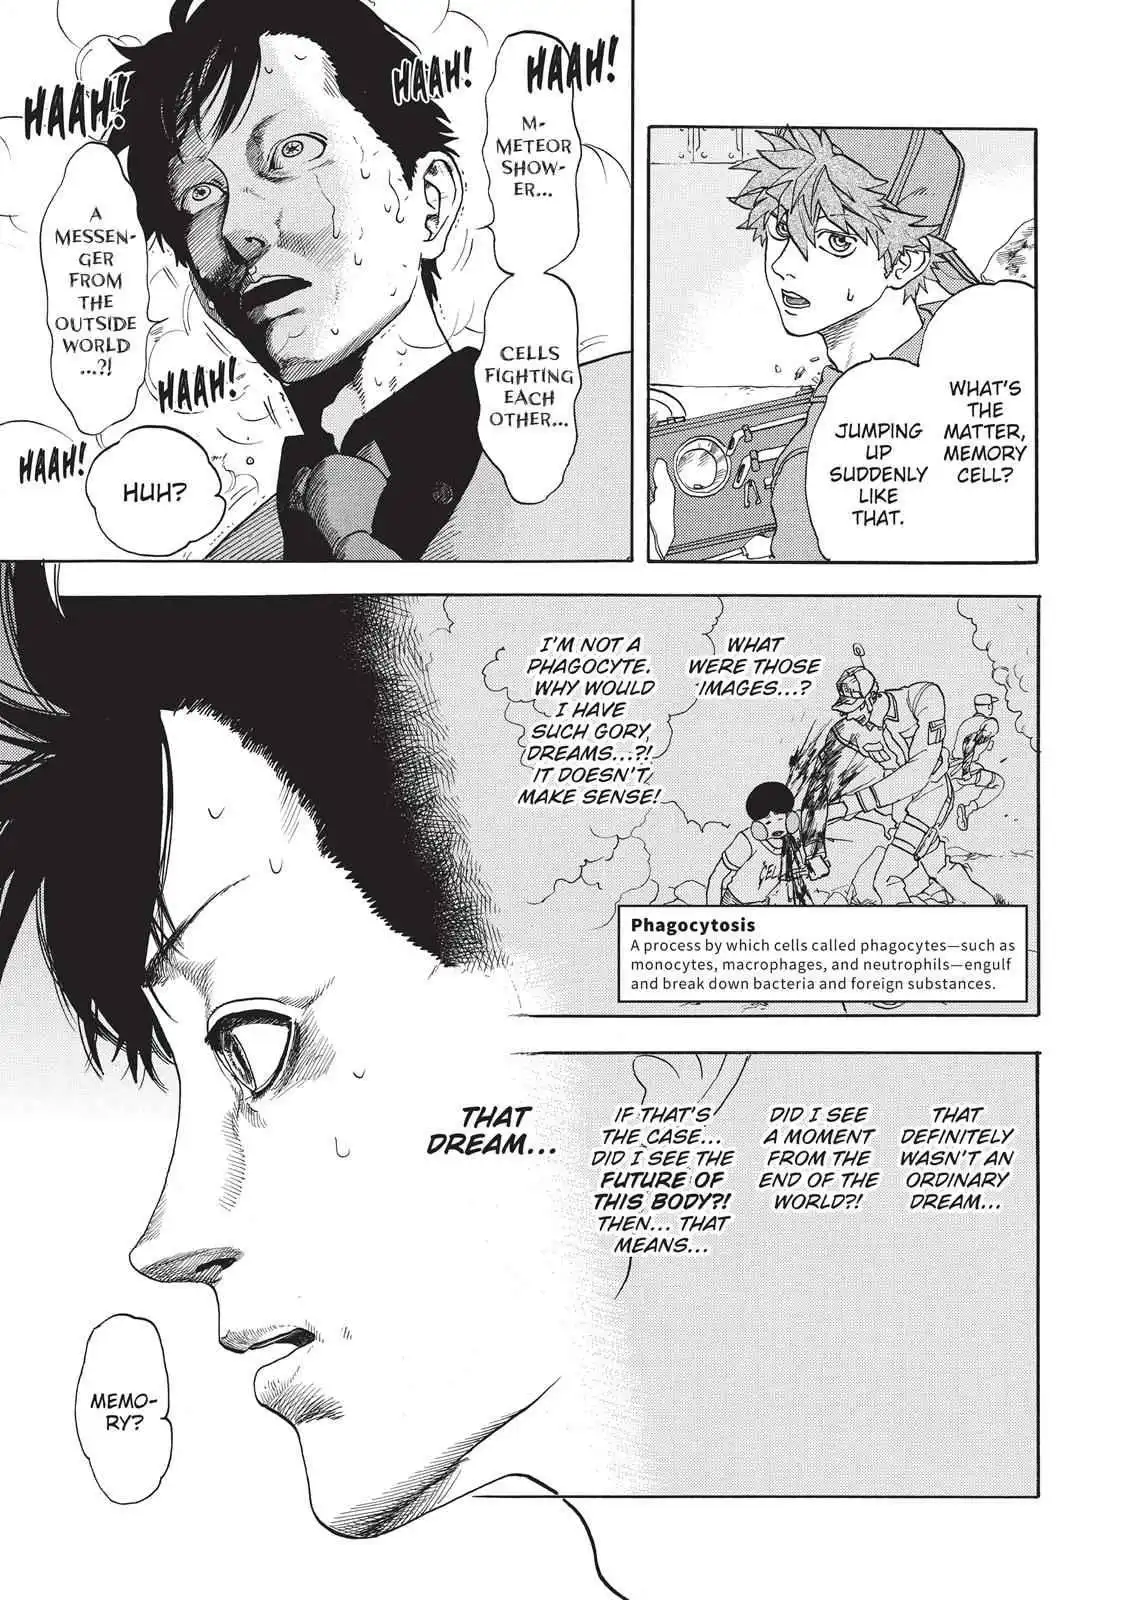 WHAT'S
THE
MATTER,
MEMORY
CELL?
JUMPING
UP
SUDDENLY
LIKE
THAT.
HAAH!
HAAH!
HAAH!
M-
METEOR
SHOW-
ER...
CELLS
FIGHTING
EACH
OTHER...
A
MESSEN-
GER
FROM
THE
OUTSIDE
WORLD
...?!
HAAH!
HAAH!
HUH?
WHAT
WERE THOSE
IMAGES...?
I'M NOT A
PHAGOCYTE.
WHY WOULD
I HAVE
SUCH GORY
DREAMS...?!
IT DOESN'T
MAKE SENSE!
CELL
Phagocytosis
A process by which cells called phagocytes—such as
monocytes, macrophages, and neutrophils—engulf
and break down bacteria and foreign substances.
THAT
DEFINITELY
WASN'T AN
ORDINARY
DREAM...
DID I SEE
A MOMENT
FROM THE
END OF THE
WORLD?!
IF THAT'S
THE CASE...
DID I SEE THE
FUTURE OF
THIS BODY?!
THEN... THAT
MEANS...
THAT
DREAM...
MEMO-
RY?